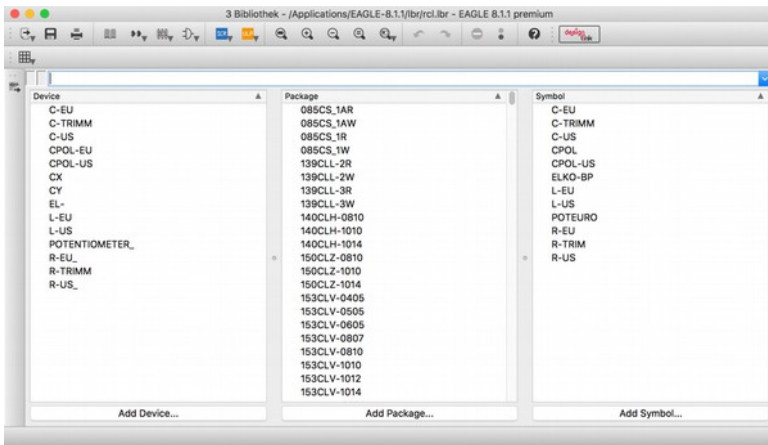 3 Bibliothek - /Applications/EAGLE-8.1.1/lbr/rcl.lbr - EAGLE 8.1.1 premium
SCH
ULP
design link
Device
C-EU
C-TRIMM
C-US
CPOL-EU
CPOL-US
CX
CY
EL-
L-EU
L-US
POTENTIOMETER_
R-EU_
R-TRIMM
R-US_
Add Device...
Package
085CS_1AR
085CS_1AW
085CS_1R
085CS_1W
139CLL-2R
139CLL-2W
139CLL-3R
139CLL-3W
140CLH-0810
140CLH-1010
140CLH-1014
150CLZ-0810
150CLZ-1010
150CLZ-1014
153CLV-0405
153CLV-0505
153CLV-0605
153CLV-0807
153CLV-0810
153CLV-1010
153CLV-1012
153CLV-1014
Add Package...
Symbol
C-EU
C-TRIMM
C-US
CPOL
CPOL-US
ELKO-BP
L-EU
L-US
POTEURO
R-EU
R-TRIM
R-US
Add Symbol...